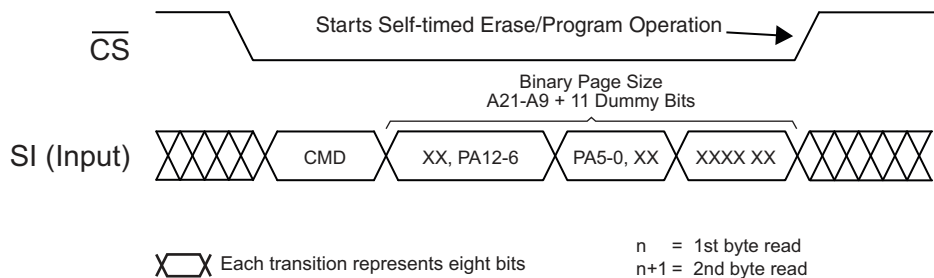 Starts Self-timed Erase/Program Operation
CS
Binary Page Size
A21-A9 + 11 Dummy Bits
SI (Input)
CMD
XX, PA12-6
PA5-0, XX
XXXX XX
Each transition represents eight bits
n = 1st byte read
n+1 = 2nd byte read